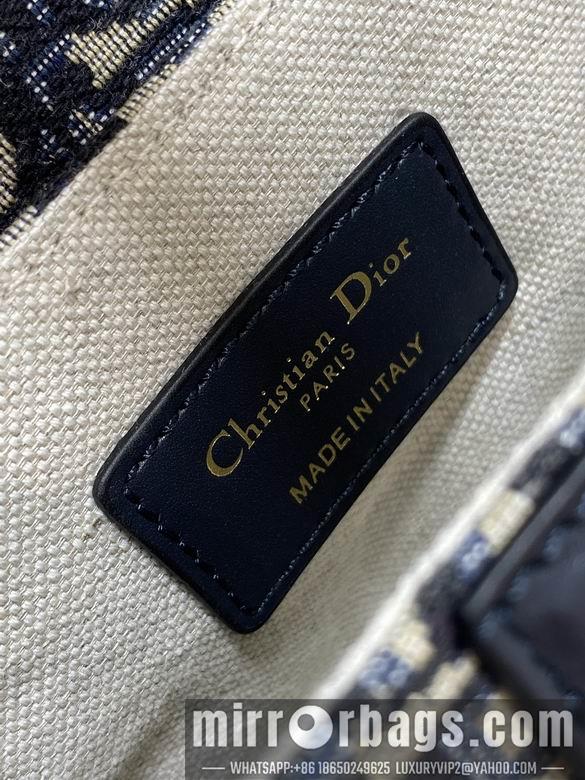 Christian Dior
PARIS
MADE IN ITALY
mirrorbags.com
WHATSAPP:+86 18650249625 LUXURYVIP2@YAHOO.COM